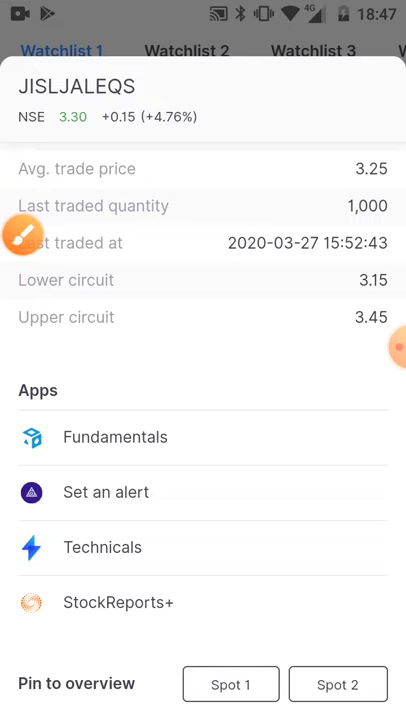 4G 18:47
Watchlist 1 Watchlist 2 Watchlist 3
JISLJALEQS
NSE 3.30 +0.15 (+4.76%)
Avg. trade price 3.25
Last traded quantity 1,000
Last traded at 2020-03-27 15:52:43
Lower circuit 3.15
Upper circuit 3.45
Apps
Fundamentals
Set an alert
Technicals
StockReports+
Pin to overview Spot 1 Spot 2